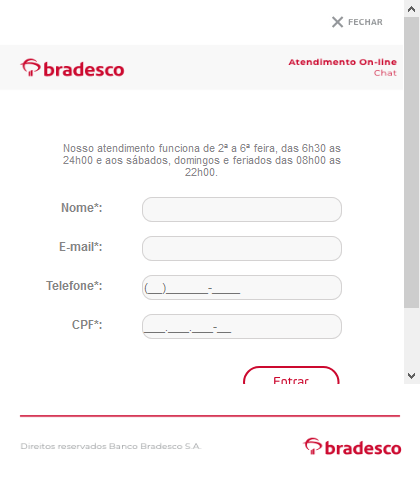 FECHAR
bradesco
Atendimento On-line
Chat
Nosso atendimento funciona de 2ª a 6ª feira, das 6h30 as
24h00 e aos sábados, domingos e feriados das 08h00 as
22h00.
Nome*:
E-mail*:
Telefone*: (__)______-____
CPF*: ___.___.___-__
Entrar
Direitos reservados Banco Bradesco S.A.
bradesco